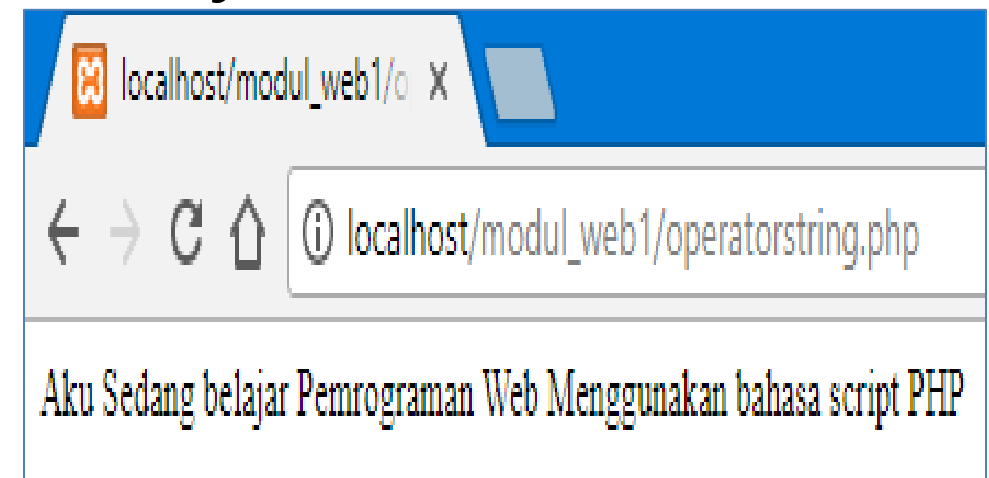 localhost/modul_web1/o
localhost/modul_web1/operatorstring.php
Aku Sedang belajar Pemrograman Web Menggunakan bahasa script PHP